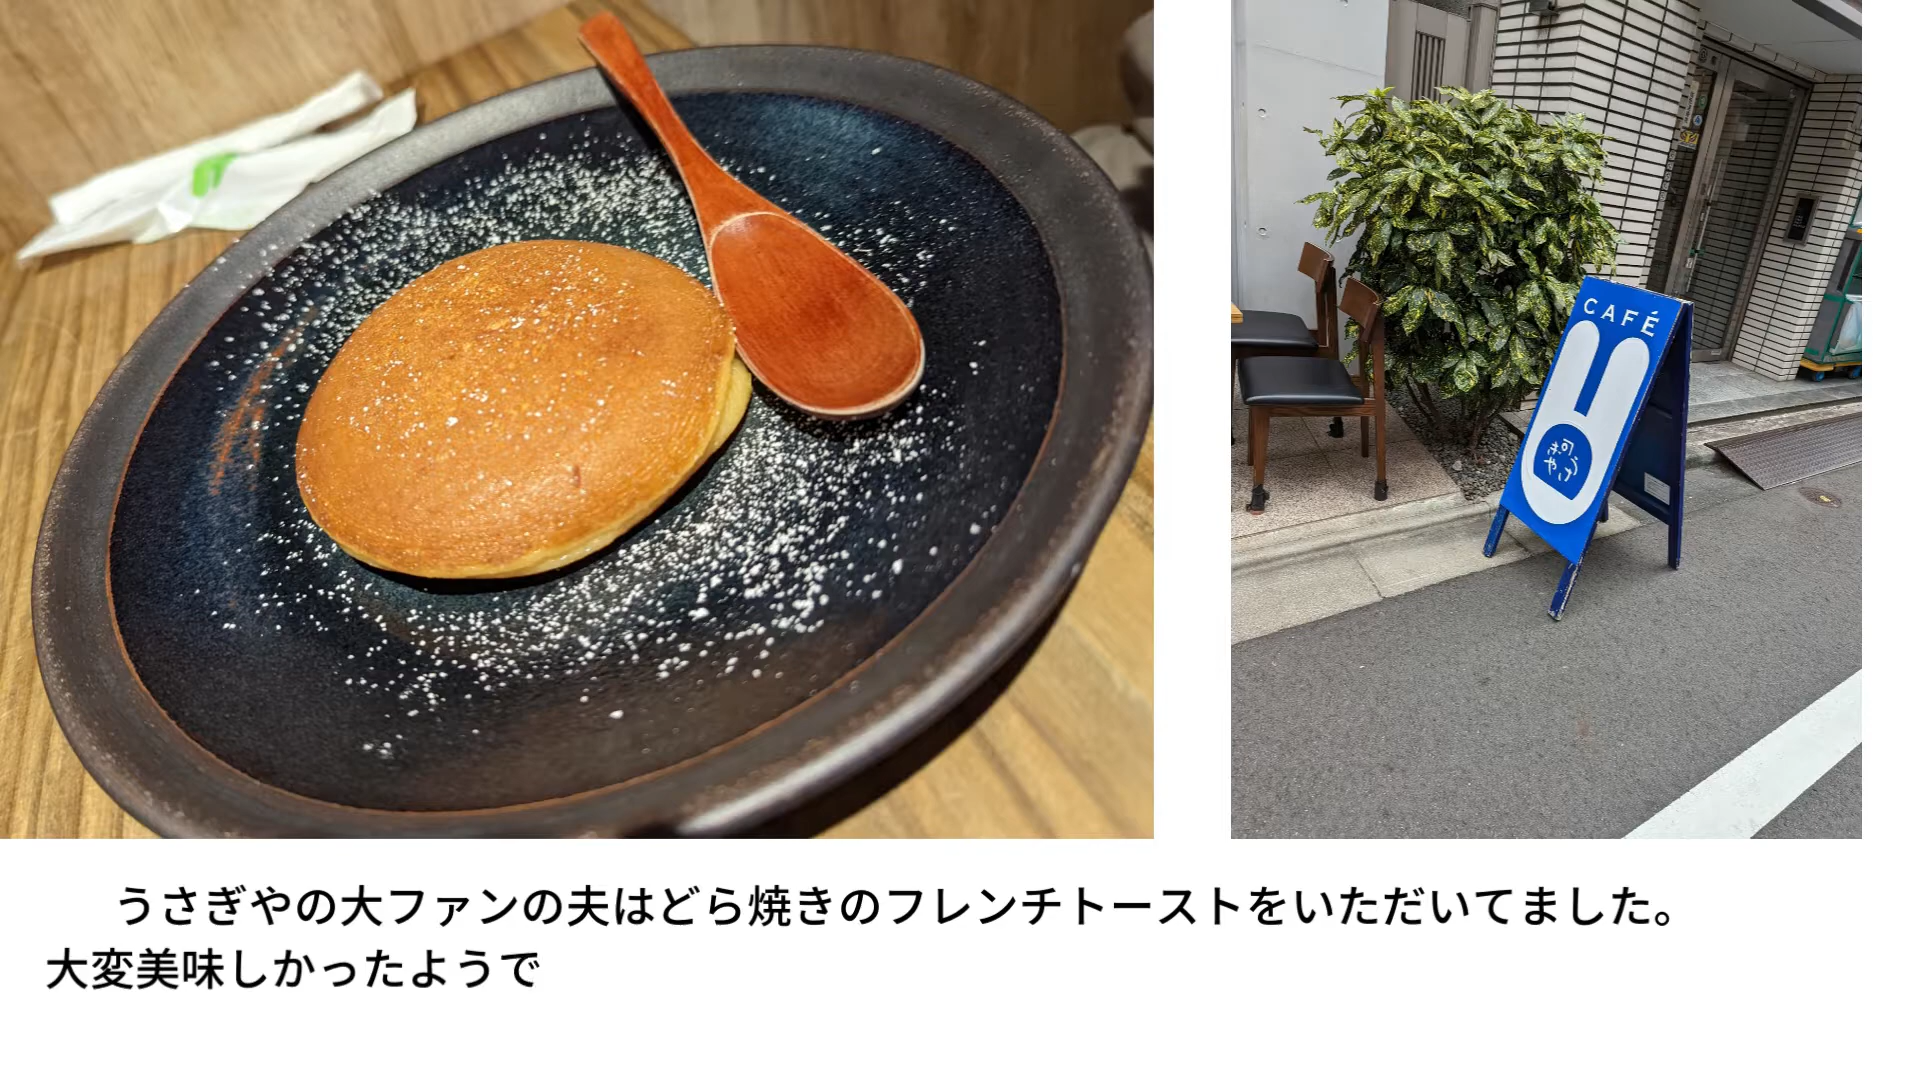 CAFÉ
うさぎやの大ファンの夫はどら焼きのフレンチトーストをいただいてました。
大変美味しかったようで